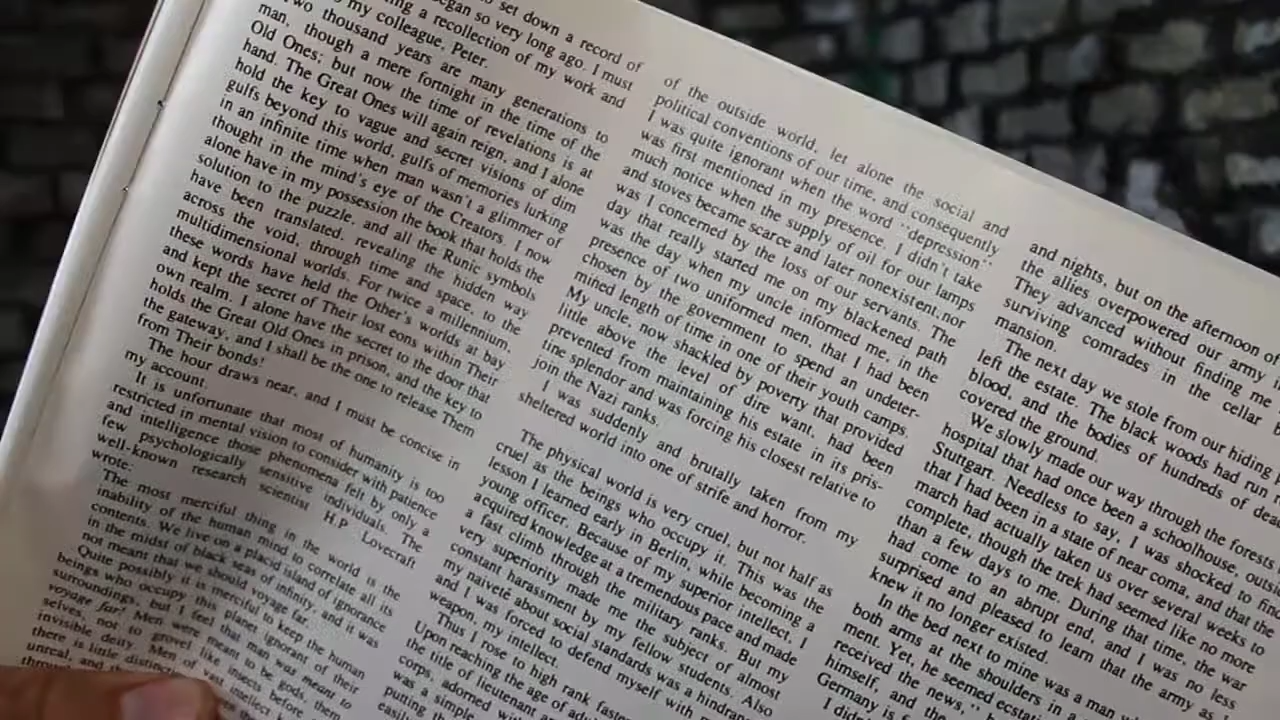 set down a record of
began so very long ago. I must
a recollection of my work and
my colleague, Peter.
Two thousand years are many generations to
man, though a mere fortnight in the time of the
Old Ones; but now the time of revelations is at
hand. The Great Ones will again reign, and I alone
hold the key to vague and secret visions of dim
gulfs beyond this world, gulfs of memories lurking
in an infinite time when man wasn't a glimmer of
thought in the mind's eye of the Creators. I now
alone have in my possession the book that holds the
solution to the puzzle, and all the Runic symbols
have been translated revealing the hidden way
across the void, through time and space, to the
multidimensional worlds. For twice a millennium
these words have held the Other's worlds at bay
and kept the secret of Their lost eons within Their
own realm. I alone have the secret to the door that
holds the Great Old Ones in prison, and the key to
the gateway, and I shall be the one to release Them
from Their bonds!
The hour draws near, and I must be concise in
my account.
It is unfortunate that most of humanity is too
restricted in mental vision to consider with patience
and intelligence those phenomena felt by only a
few psychologically sensitive individuals. The
well-known research scientist H.P. Lovecraft
wrote:
The most merciful thing in the world is the
inability of the human mind to correlate all its
contents. We live on a placid island of ignorance
in the midst of black seas of infinity, and it was
not meant that we should voyage far.
Quite possibly it is merciful to keep the human
beings who occupy this planet ignorant of their
surroundings, but I feel that man was meant to
voyage far! Men were meant to be gods, them-
selves, not to grovel like insects before an
invisible deity. Men of vast intellect
there is little distinction
unreal, and
of the outside world, let alone the social and
political conventions of our time, and consequently
I was quite ignorant when the word "depression"
was first mentioned in my presence. I didn't take
much notice when the supply of oil for our lamps
and stoves became scarce and later nonexistent, nor
was I concerned by the loss of our servants. The
day that really started me on my blackened path
was the day when my uncle informed me, in the
presence of two uniformed men, that I had been
chosen by the government to spend an undeter-
mined length of time in one of their youth camps.
My uncle, now shackled by poverty that provided
little above the level of dire want, had been
prevented from maintaining his estate in its pris-
tine splendor and was forcing his closest relative to
join the Nazi ranks.
I was suddenly and brutally taken from my
sheltered world into one of strife and horror.
The physical world is very cruel, but not half as
cruel as the beings who occupy it. This was the
lesson I learned early in Berlin, while becoming a
young officer. Because of my superior intellect, I
acquired knowledge at a tremendous pace and made
a fast climb through the military ranks. But my
very superiority made me the subject of almost
constant harassment by my fellow students. Also
my naiveté about social standards was a hindrance,
and I was forced to defend myself with my
weapon, my intellect.
Thus I rose to high rank faster
Upon reaching the age of
the title of lieutenant
corps, adorned with
was a simple
putting the
easily
and nights, but on the afternoon of
the allies overpowered our army
They advanced without finding me
surviving comrades in the cellar
mansion.
The next day we stole from our hiding
left the estate. The black woods had run
blood, and the bodies of hundreds of dead
covered the ground.
We slowly made our way through the forests
hospital that had once been a schoolhouse, outside
Stuttgart. Needless to say, I was shocked to find
that I had been in a state of near coma, and that the
march had actually taken us over several weeks to
complete, though the trek had seemed like no more
than a few days to me. During that time, the war
had come to an abrupt end, and I was no less
surprised and pleased to learn that the army as
knew it no longer existed.
In the bed next to mine was a man
both arms at the shoulders in a
ment. Yet, he seemed
received the news,"
himself, and the
Germany is
I didn't